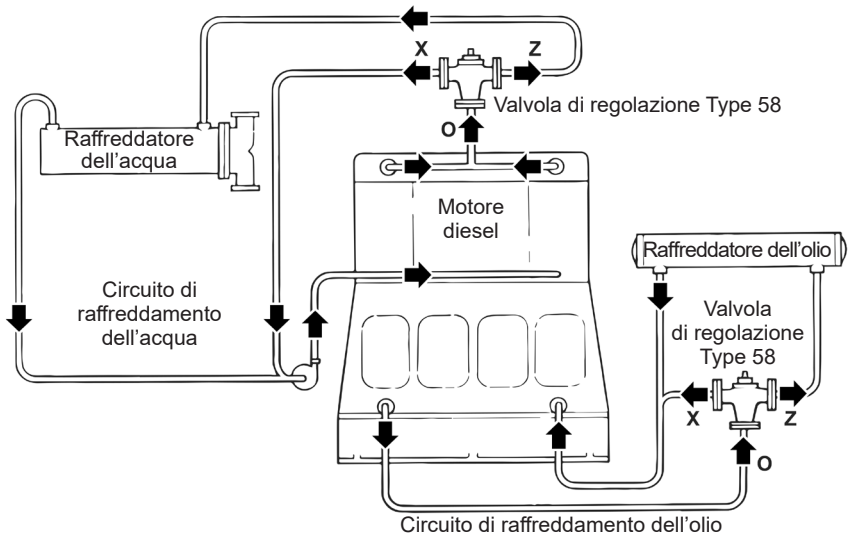 X
Z
Valvola di regolazione Type 58
O
Raffreddatore
dell'acqua
Motore
diesel
Raffreddatore dell'olio
Circuito di
raffreddamento
dell'acqua
Valvola
di regolazione
Type 58
X
Z
O
Circuito di raffreddamento dell'olio